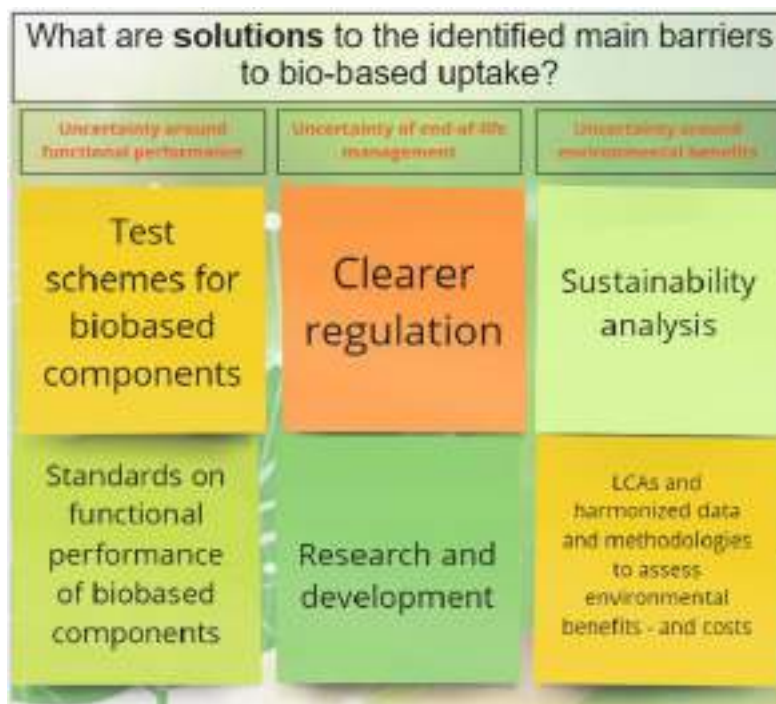 What are solutions to the identified main barriers
to bio-based uptake?
Uncertainty around
functional performance
Uncertainty of end-of-life
management
Uncertainty around
environmental benefits
Test
schemes for
biobased
components
Clearer
regulation
Sustainability
analysis
Standards on
functional
performance
of biobased
components
Research and
development
LCAs and
harmonized data
and methodologies
to assess
environmental
benefits - and costs